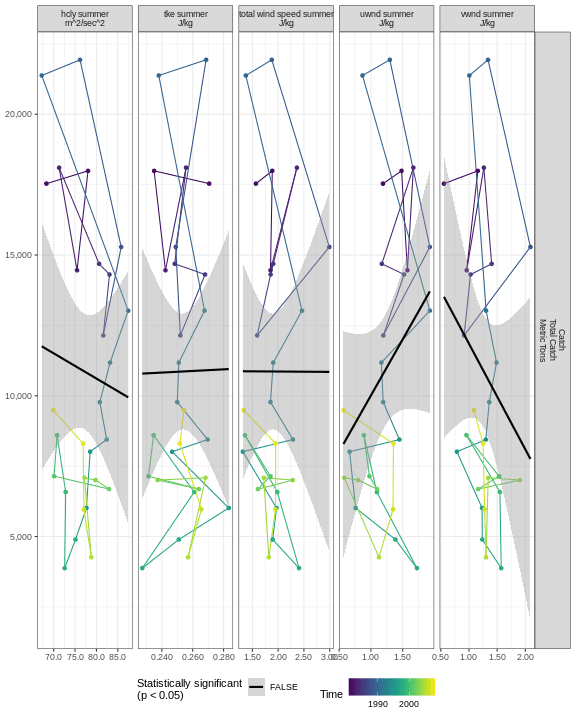 hdly summer
m^2/sec^2
tke summer
J/kg
total wind speed summer
J/kg
uwnd summer
J/kg
vwnd summer
J/kg
20,000
15,000
10,000
5,000
Catch
Total Catch
Metric Tons
70.0 75.0 80.0 85.0
0.240 0.260 0.280
1.50 2.00 2.50 3.00
0.50 1.00 1.50
0.50 1.00 1.50 2.00
Statistically significant
(p < 0.05)
FALSE
Time
1990 2000